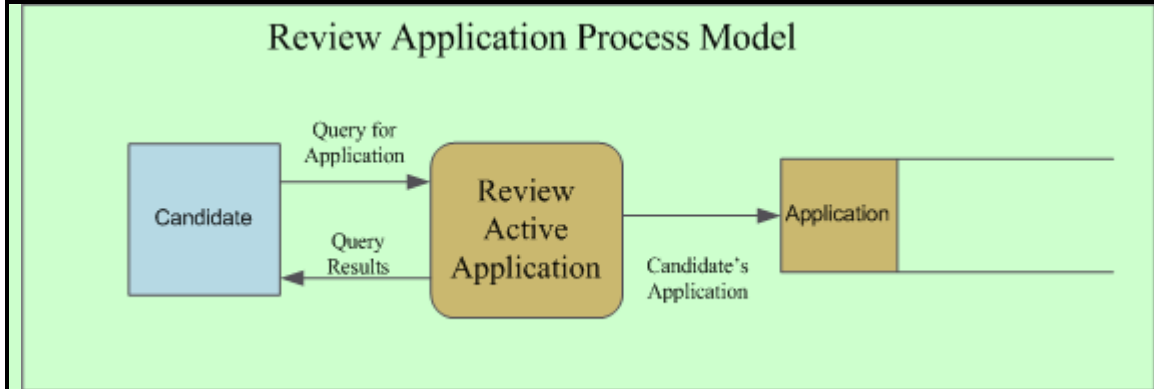 Review Application Process Model
Query for
Application
Candidate
Query
Results
Review
Active
Application
Candidate's
Application
Application